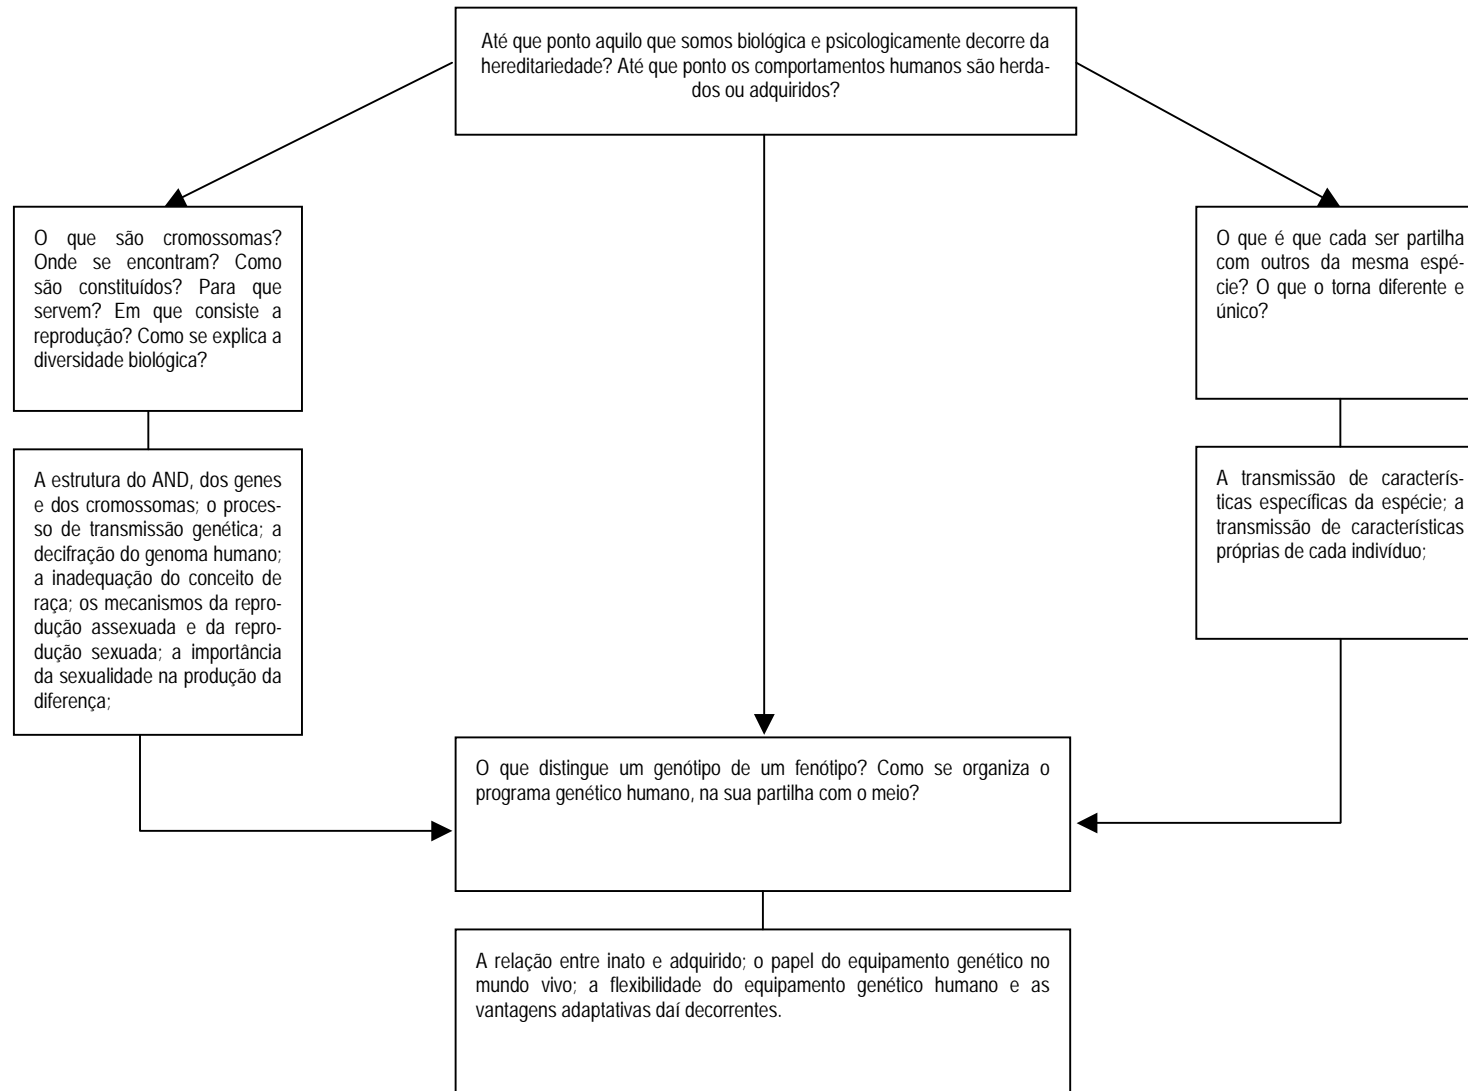 Até que ponto aquilo que somos biológica e psicologicamente decorre da
hereditariedade? Até que ponto os comportamentos humanos são herda-
dos ou adquiridos?
O que são cromossomas?
Onde se encontram? Como
são constituídos? Para que
servem? Em que consiste a
reprodução? Como se explica a
diversidade biológica?
O que é que cada ser partilha
com outros da mesma espé-
cie? O que o torna diferente e
único?
A estrutura do AND, dos genes
e dos cromossomas; o proces-
so de transmissão genética; a
decifração do genoma humano;
a inadequação do conceito de
raça; os mecanismos da repro-
dução assexuada e da repro-
dução sexuada; a importância
da sexualidade na produção da
diferença;
A transmissão de caracterís-
ticas específicas da espécie; a
transmissão de características
próprias de cada indivíduo;
O que distingue um genótipo de um fenótipo? Como se organiza o
programa genético humano, na sua partilha com o meio?
A relação entre inato e adquirido; o papel do equipamento genético no
mundo vivo; a flexibilidade do equipamento genético humano e as
vantagens adaptativas daí decorrentes.